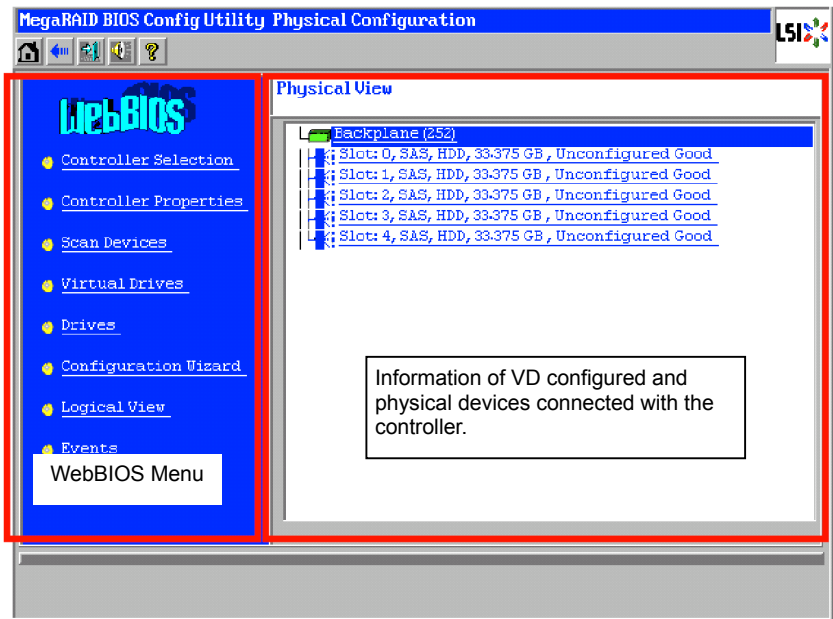 MegaRAID BIOS Config Utility Physical Configuration
LSI
WebBIOS
Controller Selection
Controller Properties
Scan Devices
Virtual Drives
Drives
Configuration Wizard
Logical View
Events
WebBIOS Menu
Physical View
Backplane (252)
Slot: 0, SAS, HDD, 33.375 GB , Unconfigured Good
Slot: 1, SAS, HDD, 33.375 GB , Unconfigured Good
Slot: 2, SAS, HDD, 33.375 GB , Unconfigured Good
Slot: 3, SAS, HDD, 33.375 GB , Unconfigured Good
Slot: 4, SAS, HDD, 33.375 GB , Unconfigured Good
Information of VD configured and
physical devices connected with the
controller.